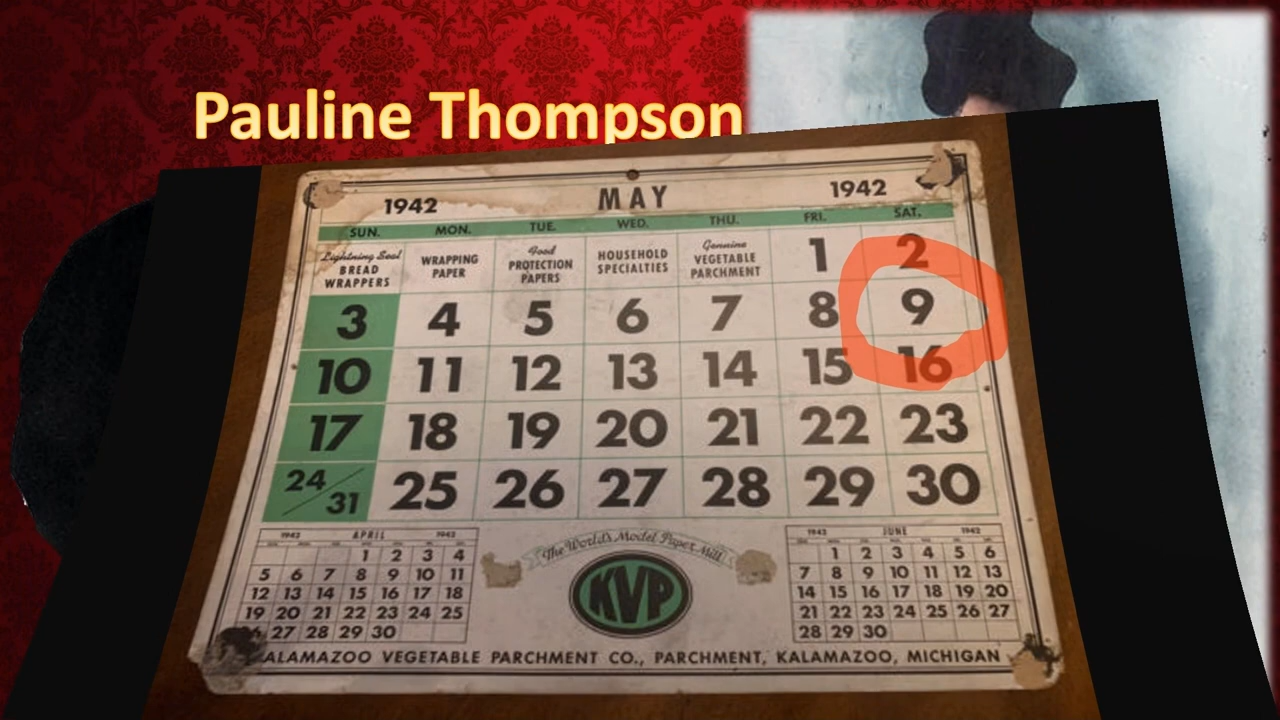 Pauline Thompson
1942 MAY 1942
SUN. MON. TUE. WED. THU. FRI. SAT.
Lightning Seal BREAD WRAPPERS
WRAPPING PAPER
Food PROTECTION PAPERS
HOUSEHOLD SPECIALTIES
Genuine VEGETABLE PARCHMENT
1 2
3 4 5 6 7 8 9
10 11 12 13 14 15 16
17 18 19 20 21 22 23
24/31 25 26 27 28 29 30
1942 APRIL 1942
1 2 3 4
5 6 7 8 9 10 11
12 13 14 15 16 17 18
19 20 21 22 23 24 25
27 28 29 30
The World's Model Paper Mill
KVP
1942 JUNE 1942
1 2 3 4 5 6
7 8 9 10 11 12 13
14 15 16 17 18 19 20
21 22 23 24 25 26 27
28 29 30
KALAMAZOO VEGETABLE PARCHMENT CO., PARCHMENT, KALAMAZOO, MICHIGAN